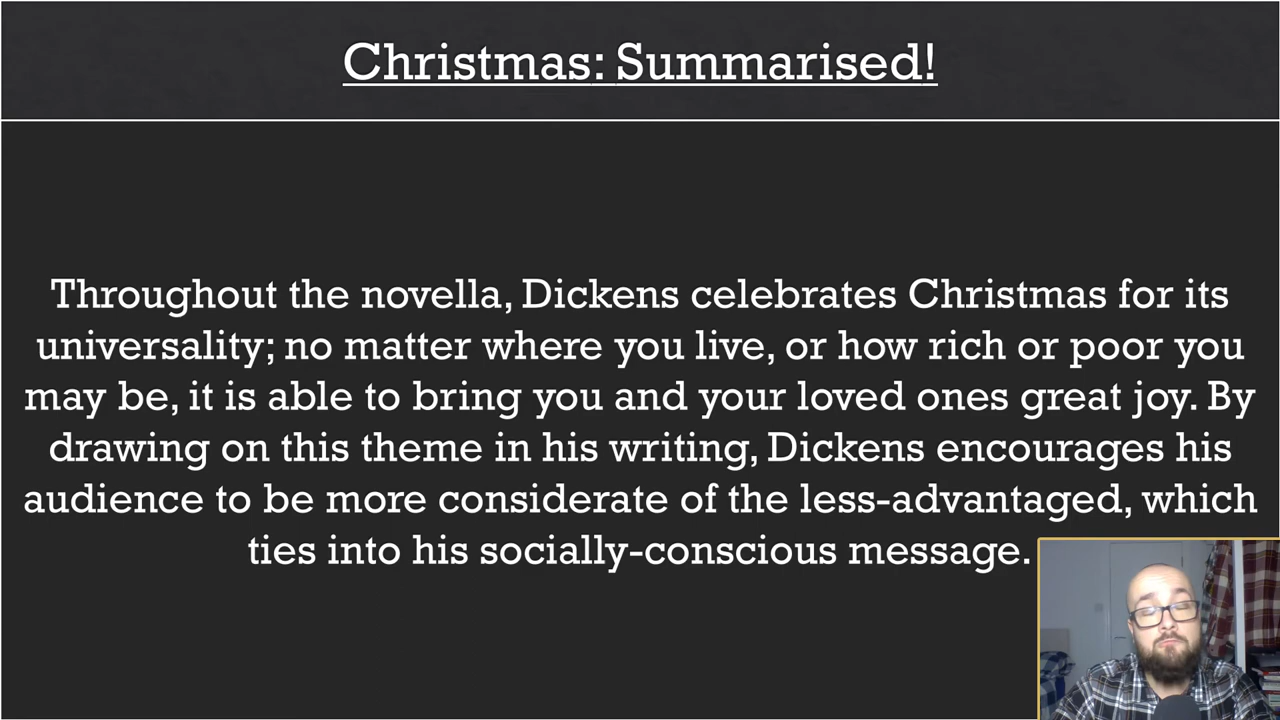 Christmas: Summarised!
Throughout the novella, Dickens celebrates Christmas for its
universality; no matter where you live, or how rich or poor you
may be, it is able to bring you and your loved ones great joy. By
drawing on this theme in his writing, Dickens encourages his
audience to be more considerate of the less-advantaged, which
ties into his socially-conscious message.